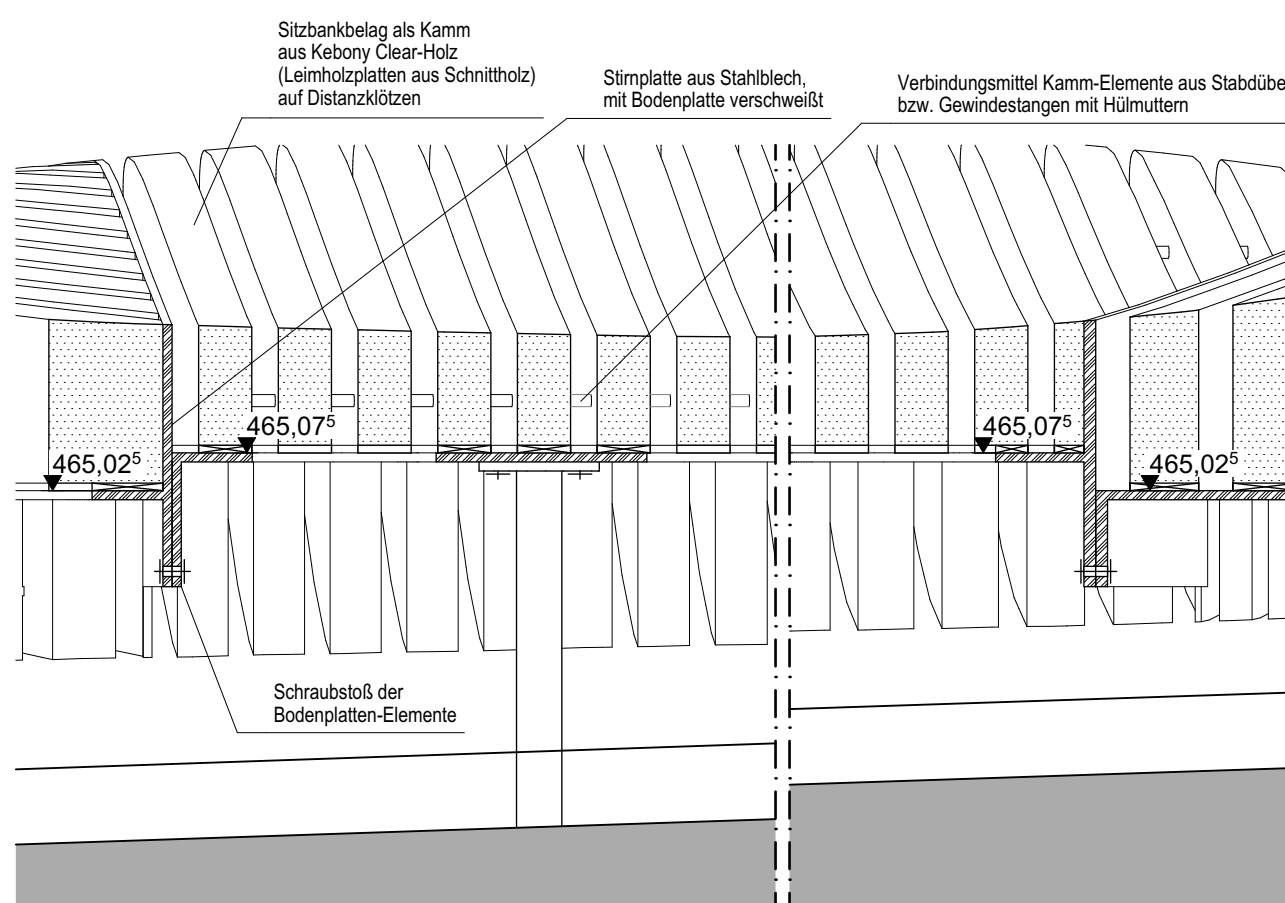 Sitzbankbelag als Kamm
aus Kebony Clear-Holz
(Leimholzplatten aus Schnittholz)
auf Distanzklötzen
Stirnplatte aus Stahlblech,
mit Bodenplatte verschweißt
Verbindungsmittel Kamm-Elemente aus Stabdübe
bzw. Gewindestangen mit Hülmuttern
465,07⁵
465,07⁵
465,02⁵
465,02⁵
Schraubstoß der
Bodenplatten-Elemente